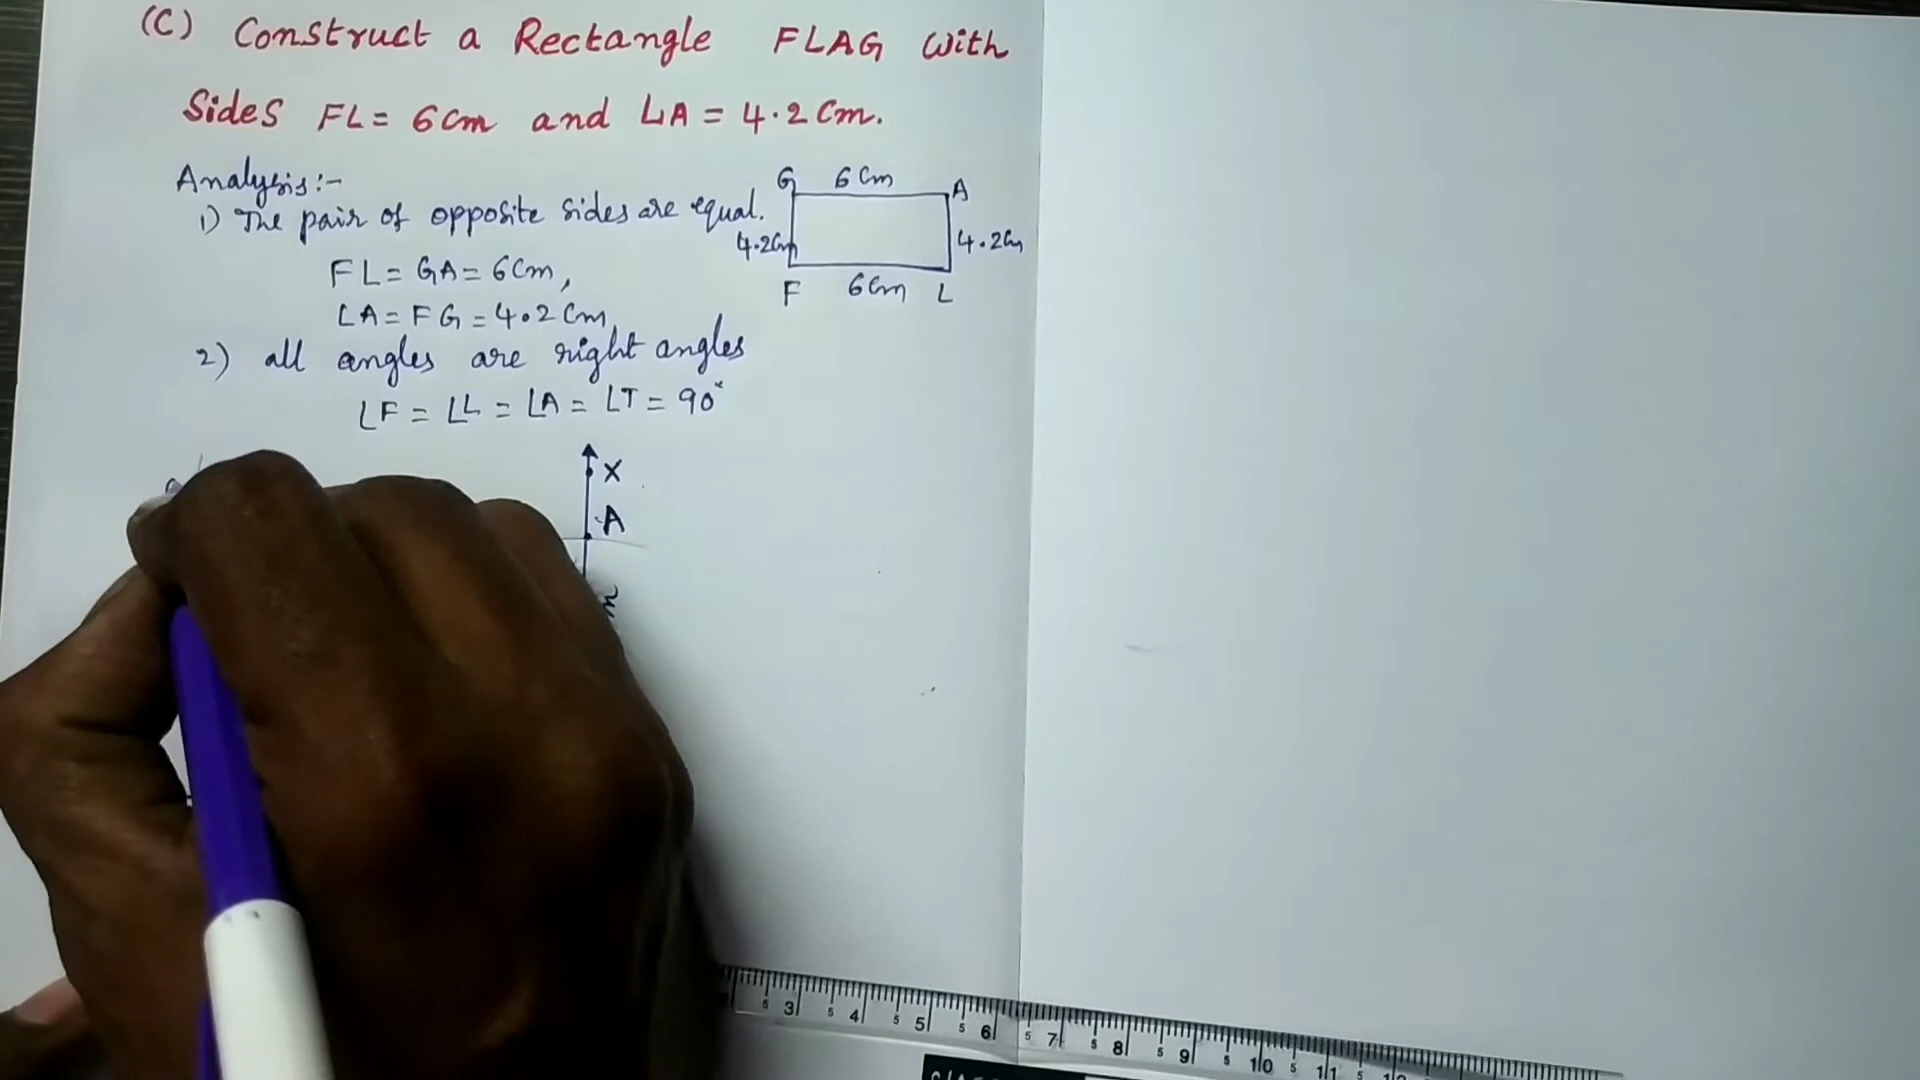 (C) Construct a Rectangle FLAG with
Sides FL = 6cm and LA = 4.2 cm.
Analysis:-
1) The pair of opposite sides are equal.
FL = GA = 6cm,
LA = FG = 4.2 cm
2) all angles are right angles
∠F = ∠L = ∠A = ∠T = 90°
G 6cm A
4.2cm 4.2cm
F 6cm L
X
A
3 4 5 6 7 8 9 10 11